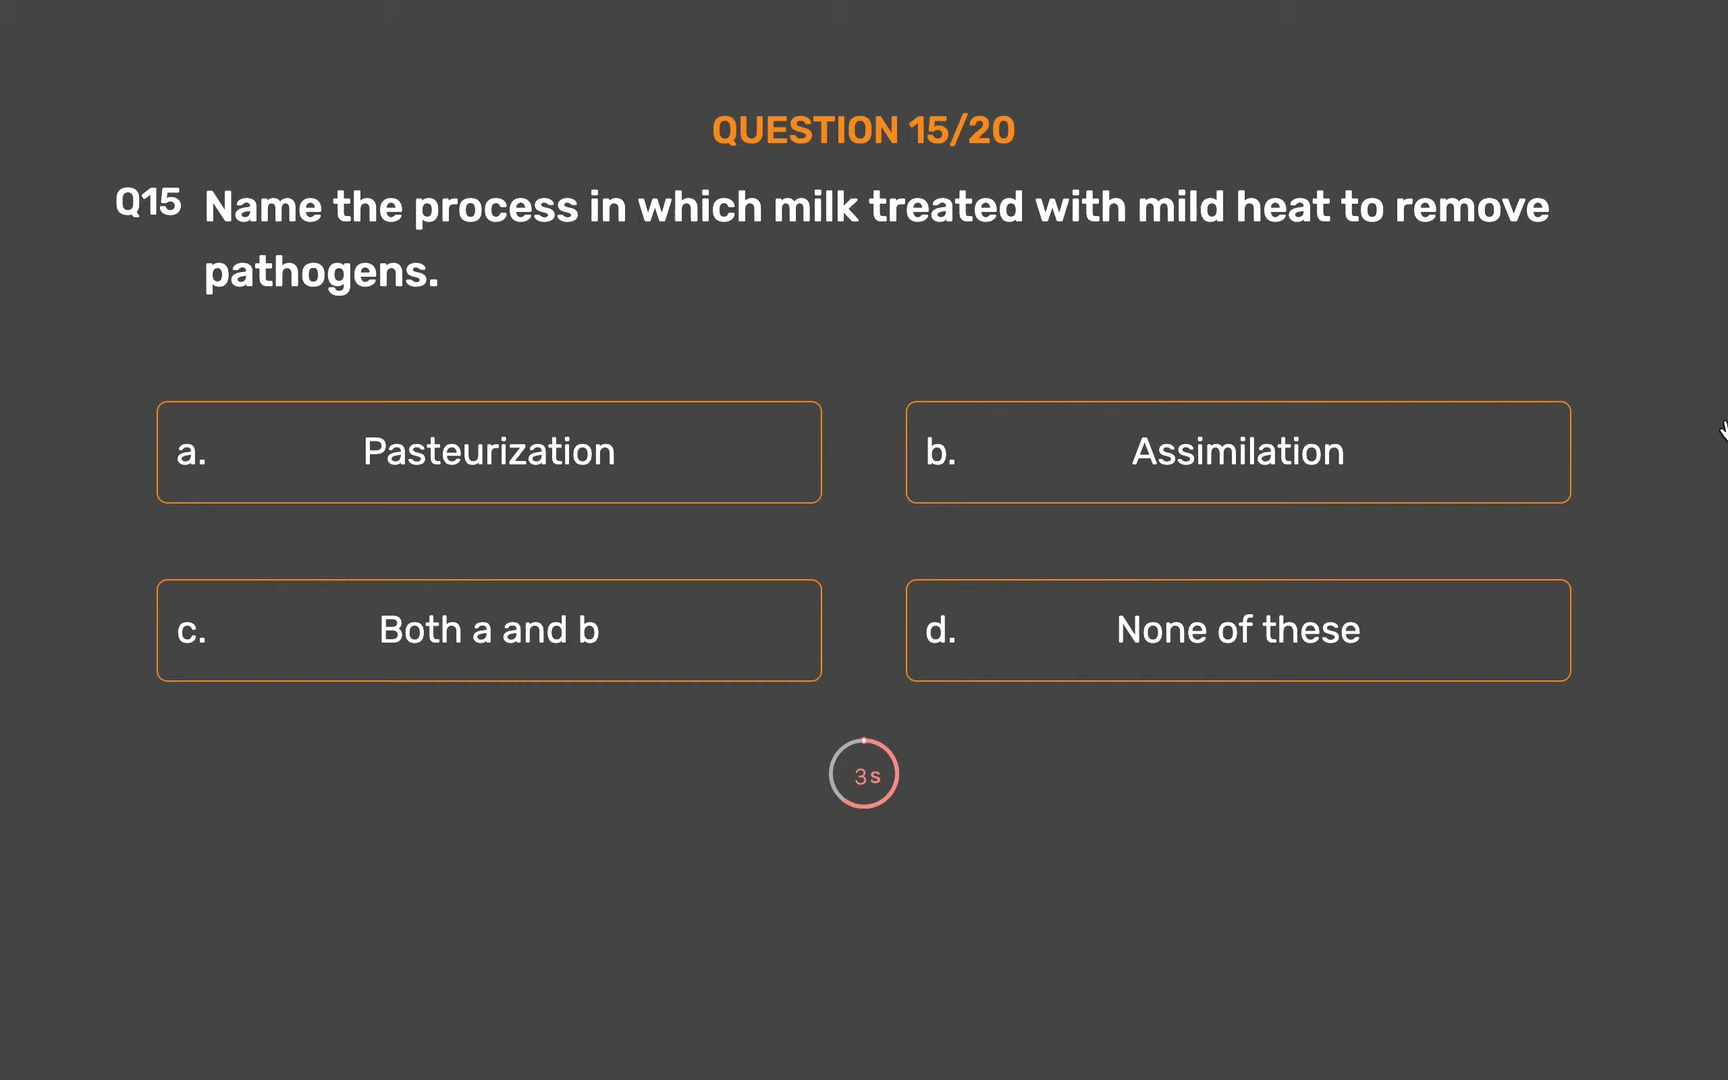 QUESTION 15/20
Q15 Name the process in which milk treated with mild heat to remove
pathogens.
a. Pasteurization
b. Assimilation
c. Both a and b
d. None of these
3s